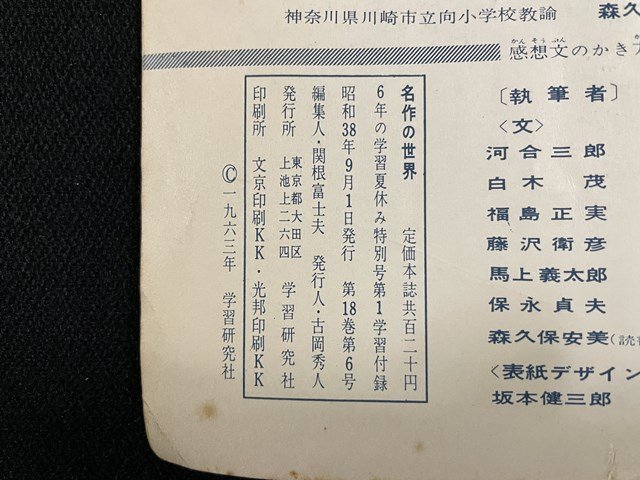 神奈川県川崎市立向小学校教諭
森久
かんそうぶん
感想文のかき
〔執筆者〕
〈文〉
河合三郎
白木茂
福島正実
藤沢衛彦
馬上義太郎
保永貞夫
森久保安美(読書
〈表紙デザイン
坂本健三郎
名作の世界 定価本誌共百二十円
6年の学習夏休み特別号第1学習付録
昭和38年9月1日発行 第18巻第6号
編集人・関根富士夫 発行人・古岡秀人
発行所 東京都大田区上池上二六四 学習研究社
印刷所 文京印刷KK・光邦印刷KK
©一九六三年 学習研究社